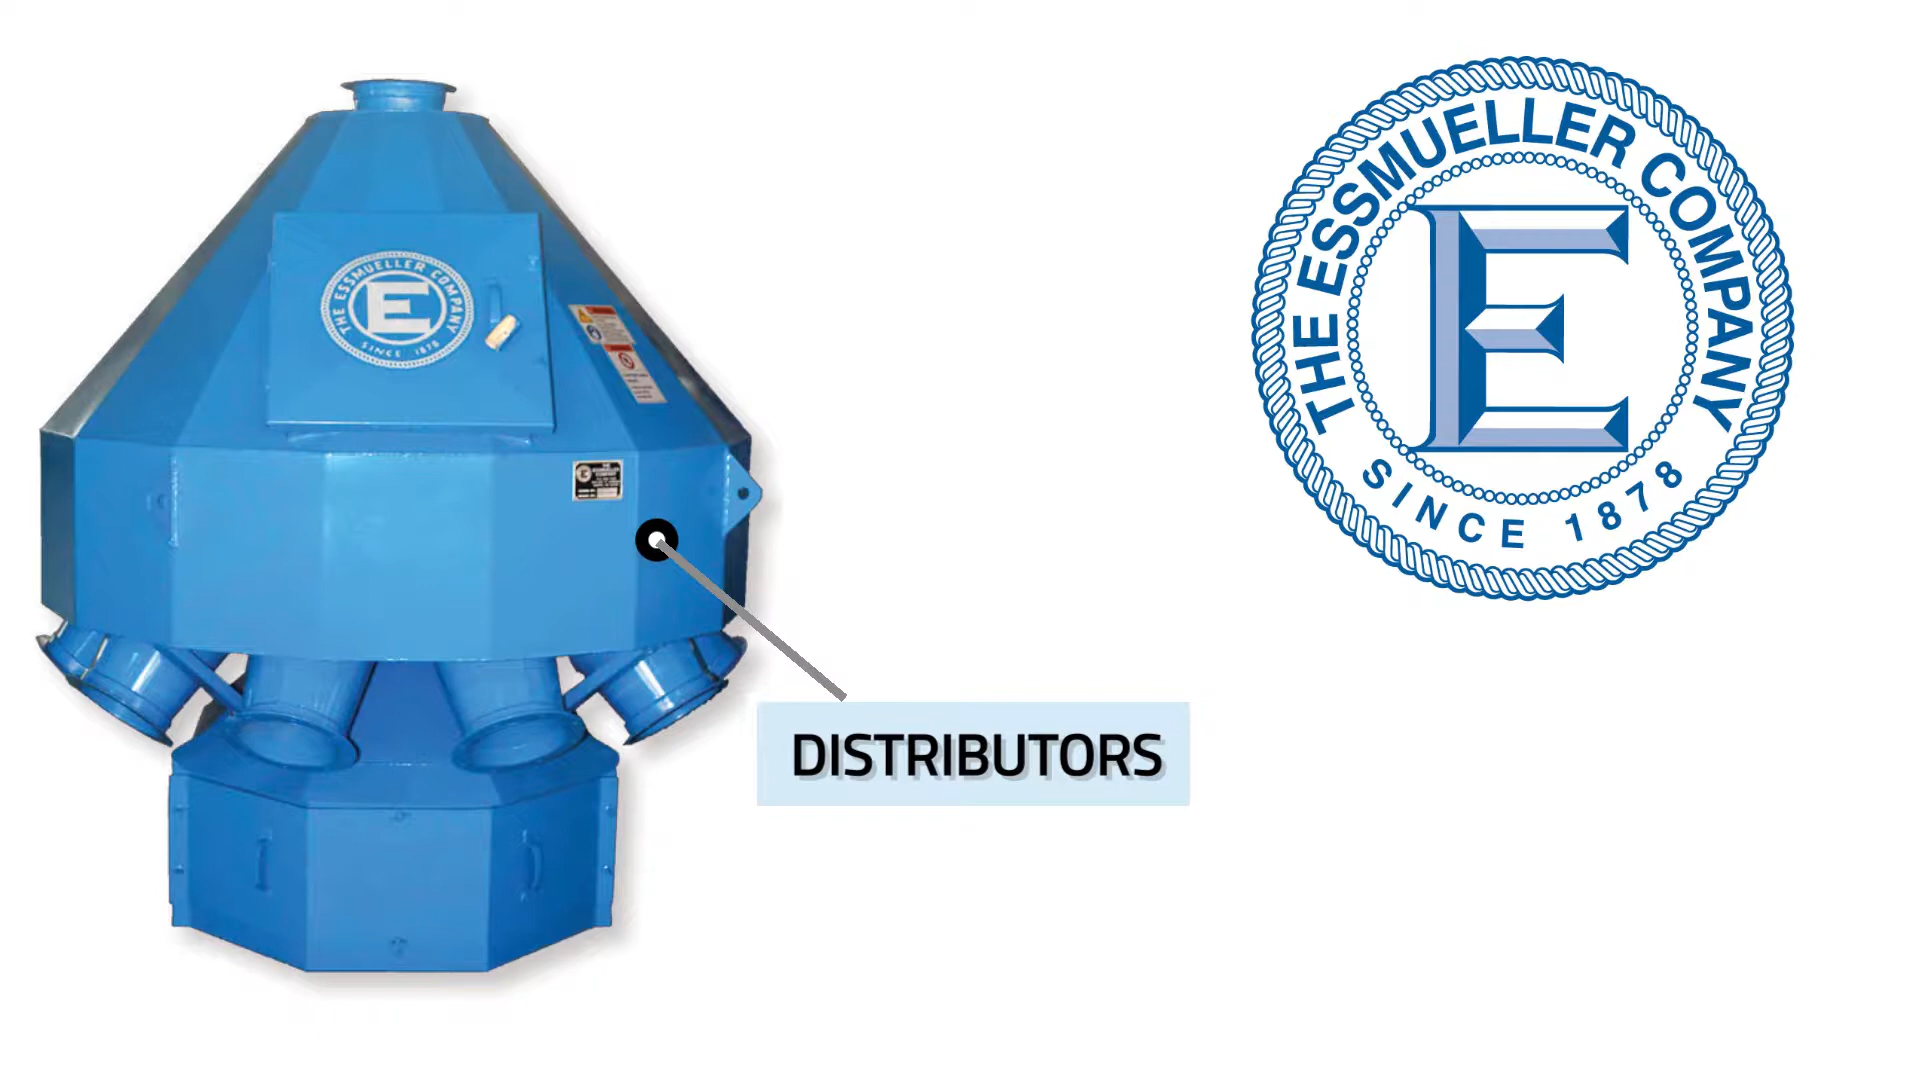 THE ESSMUELLER COMPANY
E
SINCE 1878
THE ESSMUELLER COMPANY
E
SINCE 1878
DISTRIBUTORS